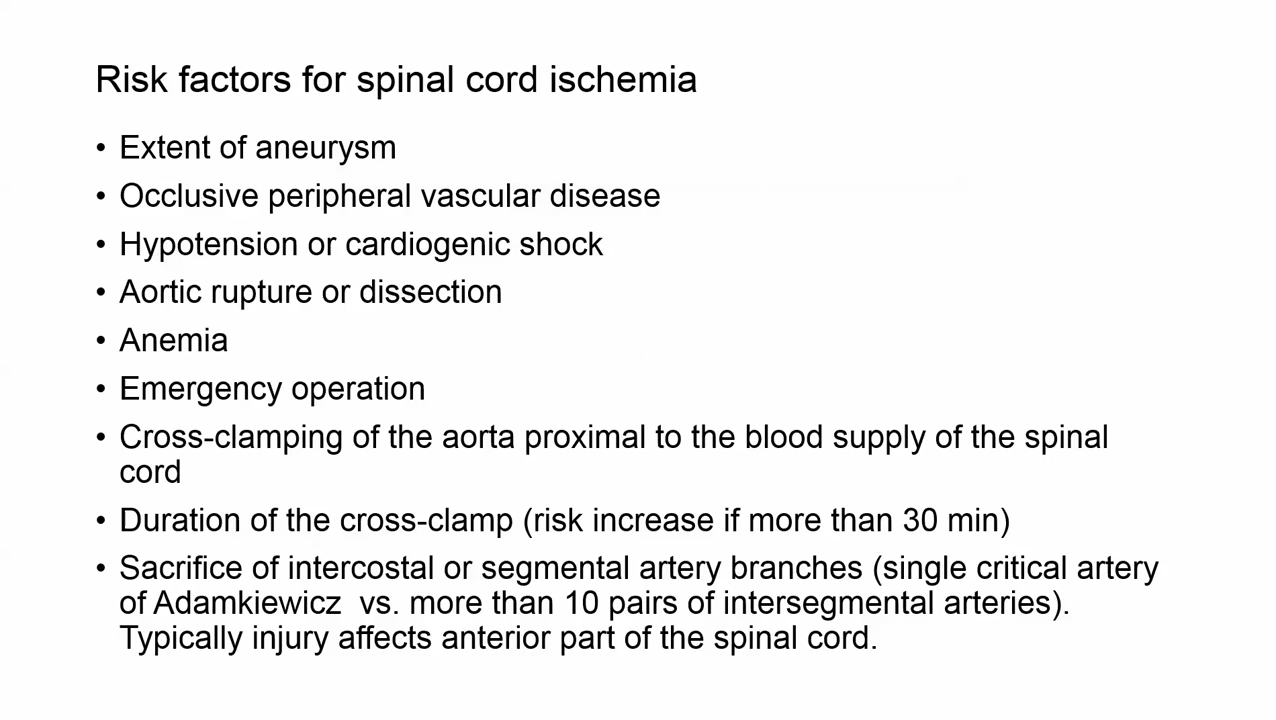 Risk factors for spinal cord ischemia
• Extent of aneurysm
• Occlusive peripheral vascular disease
• Hypotension or cardiogenic shock
• Aortic rupture or dissection
• Anemia
• Emergency operation
• Cross-clamping of the aorta proximal to the blood supply of the spinal
cord
• Duration of the cross-clamp (risk increase if more than 30 min)
• Sacrifice of intercostal or segmental artery branches (single critical artery
of Adamkiewicz  vs. more than 10 pairs of intersegmental arteries).
Typically injury affects anterior part of the spinal cord.